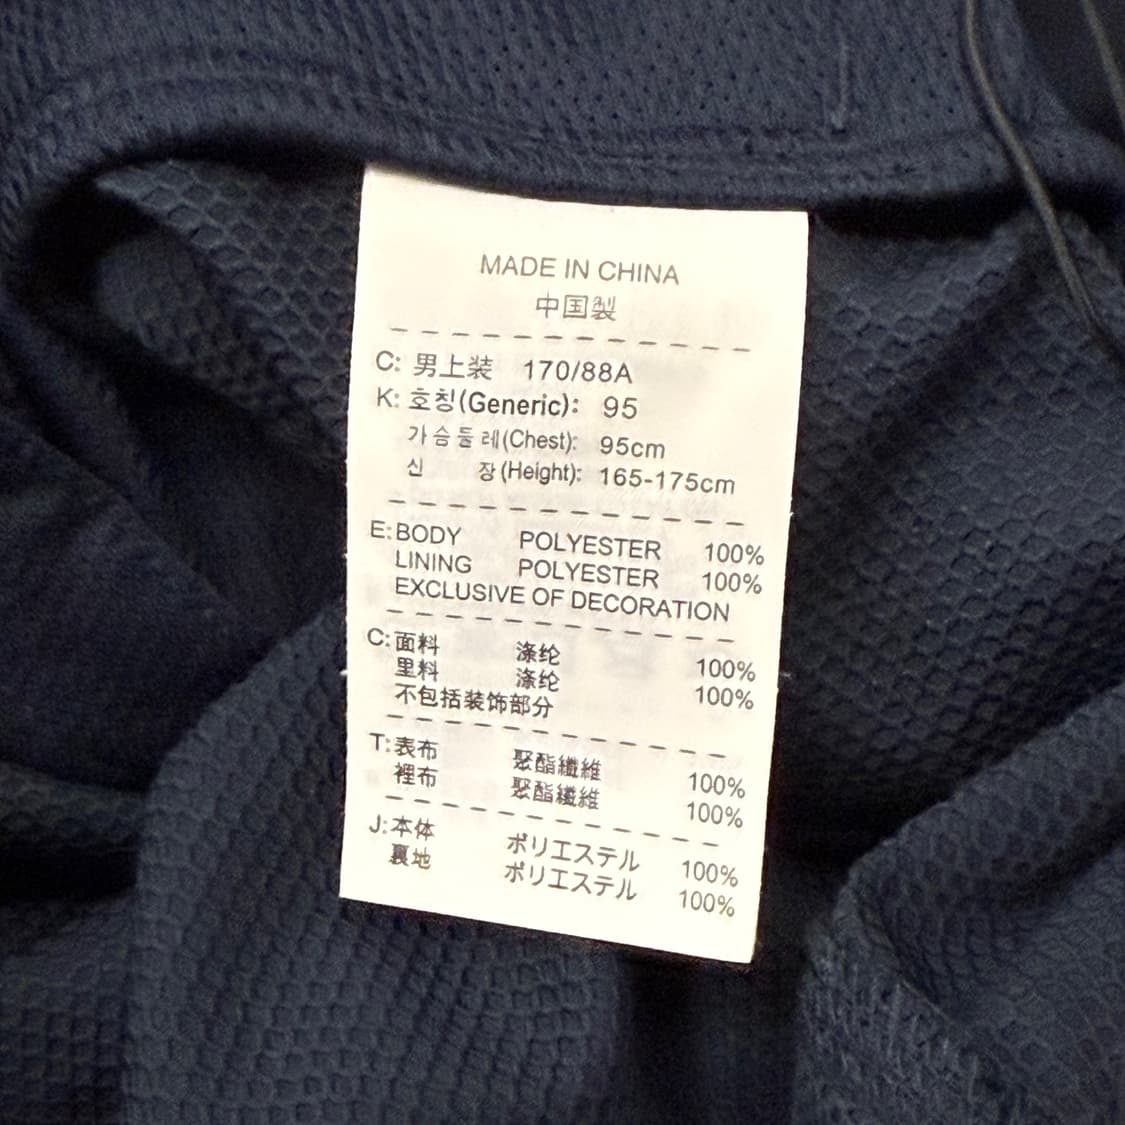 MADE IN CHINA
中国製
C: 男上装 170/88A
K: 호칭(Generic): 95
가슴둘레(Chest): 95cm
신 장(Height): 165-175cm
E: BODY POLYESTER 100%
LINING POLYESTER 100%
EXCLUSIVE OF DECORATION
C: 面料 涤纶 100%
里料 涤纶 100%
不包括装饰部分
T: 表布 聚酯纖維 100%
裡布 聚酯纖維 100%
J: 本体 ポリエステル 100%
裏地 ポリエステル 100%